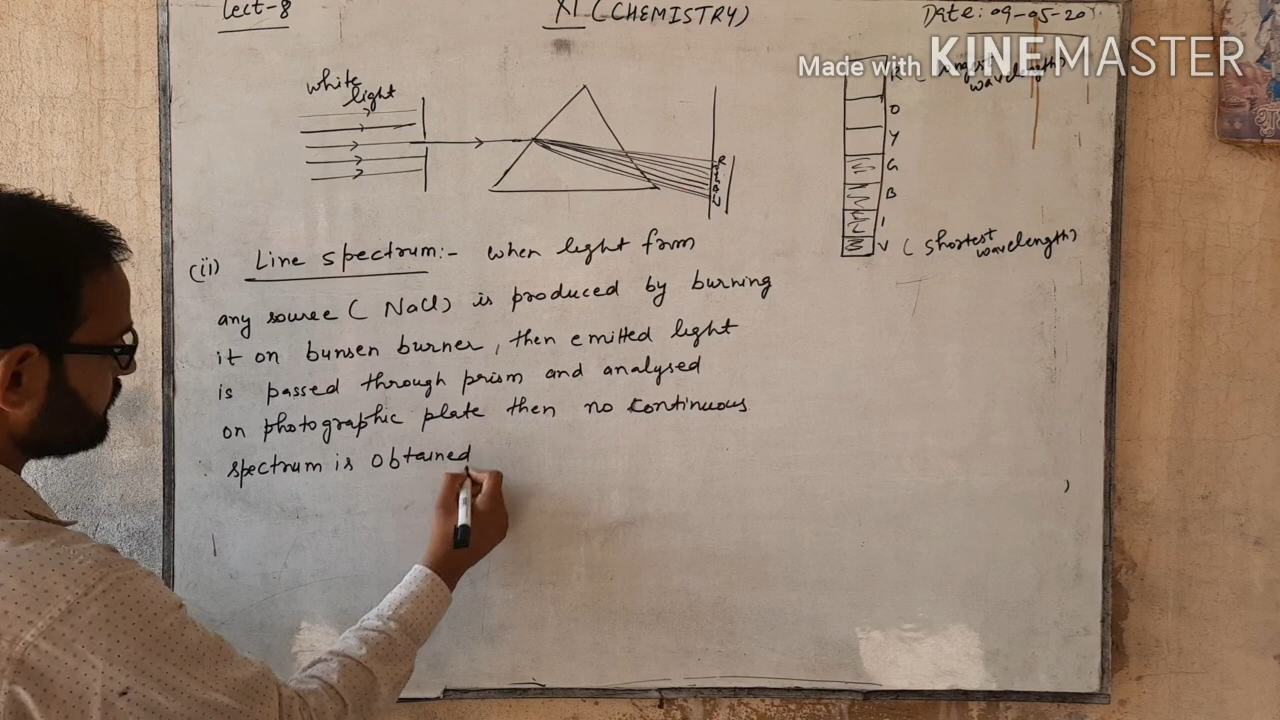 Lect-8
XI (CHEMISTRY)
Date: 09-05-20
Made with KINEMASTER
white
light
R
R (longest
wavelength)
O
Y
G
B
I
V (shortest
wavelength)
(ii) Line spectrum:- when light form
any source (NaCl) is produced by burning
it on bunsen burner, then emitted light
is passed through prism and analysed
on photographic plate then no continuous
spectrum is obtained